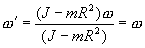 ϖ' = (J − mR²)ϖ / (J − mR²) = ϖ